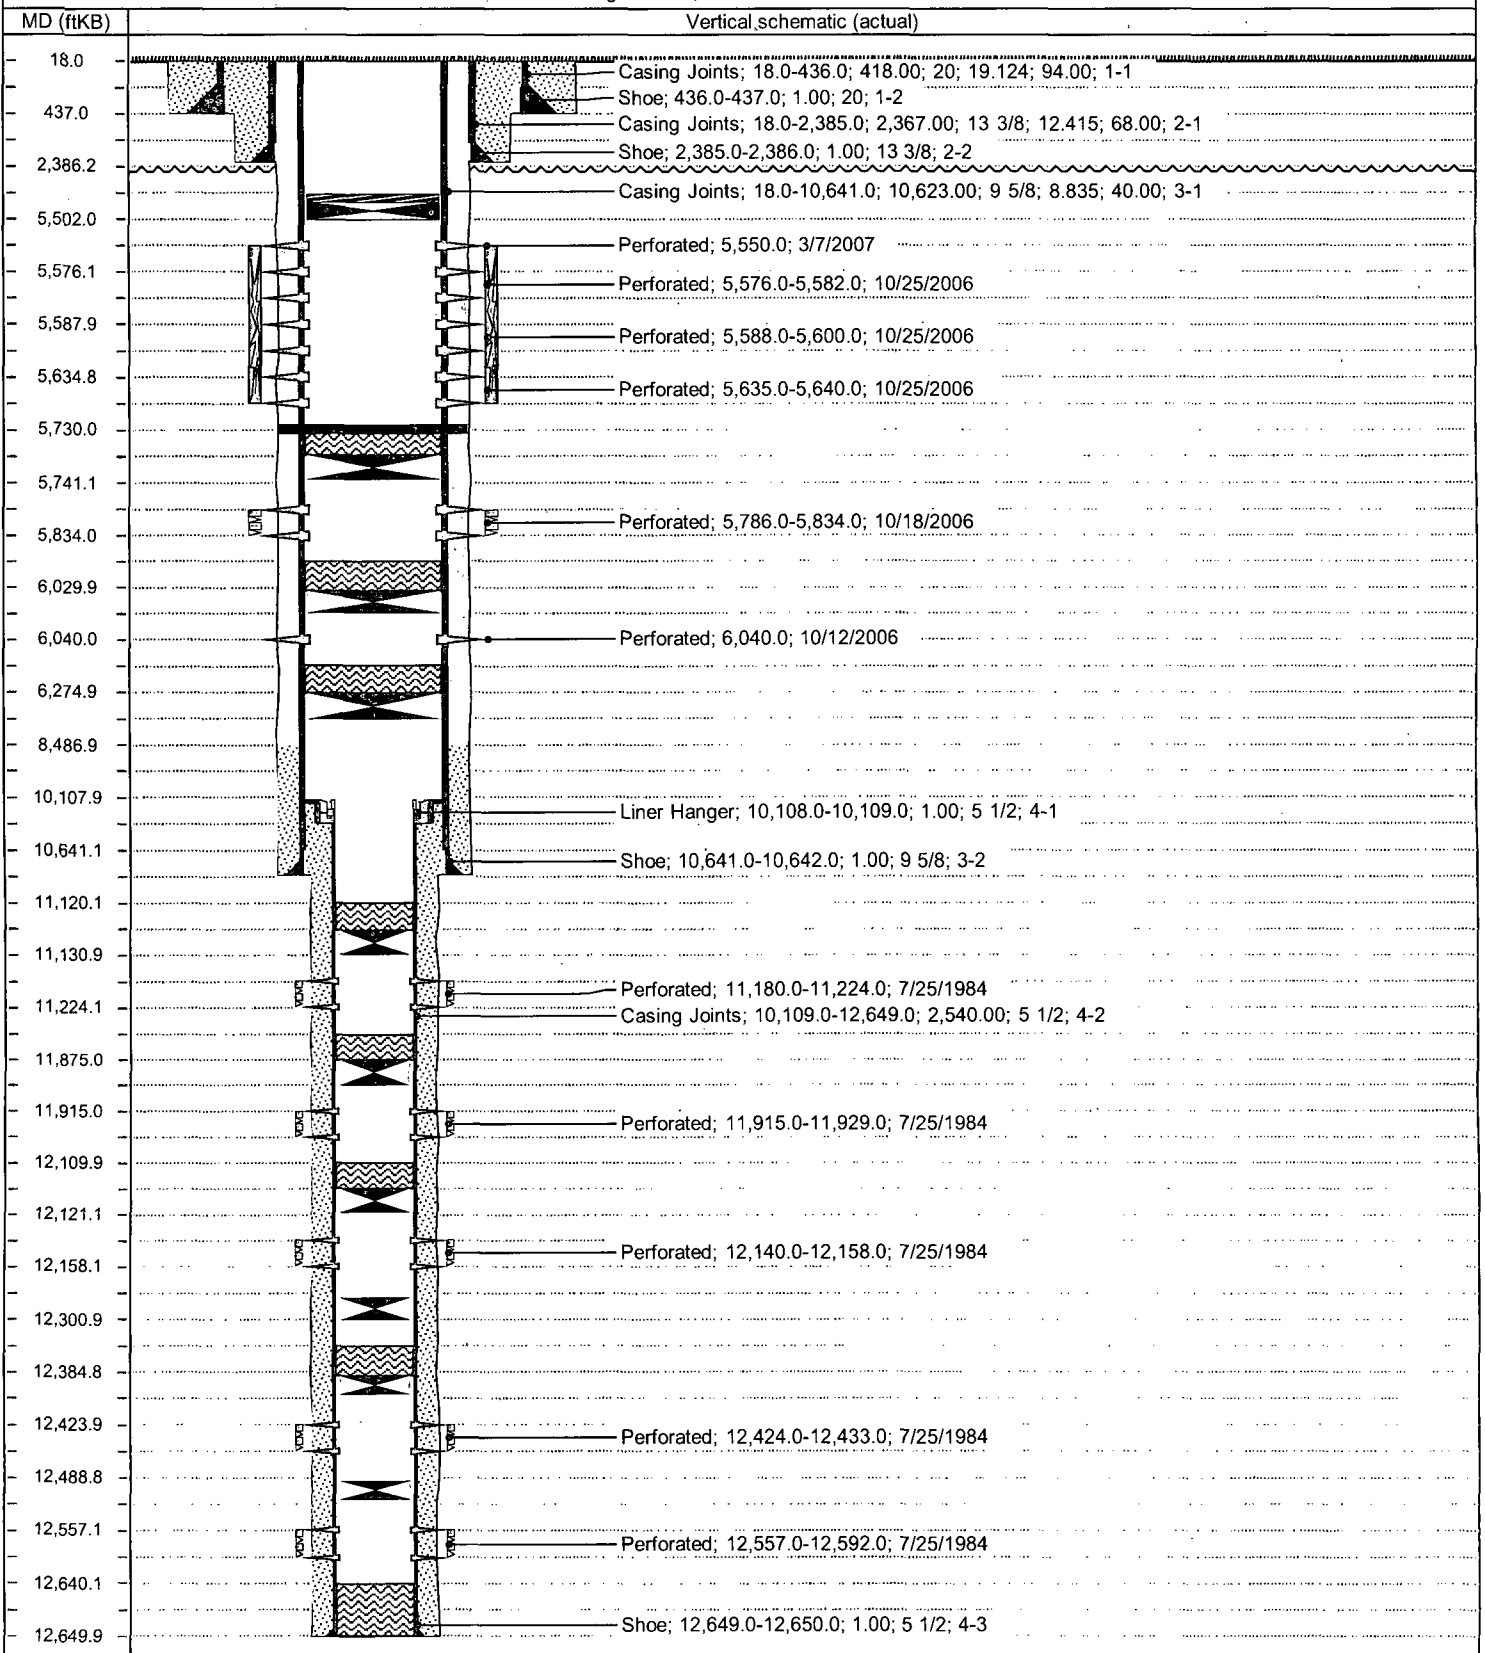 MD (ftKB) Vertical schematic (actual)
18.0
Casing Joints; 18.0-436.0; 418.00; 20; 19.124; 94.00; 1-1
Shoe; 436.0-437.0; 1.00; 20; 1-2
437.0
Casing Joints; 18.0-2,385.0; 2,367.00; 13 3/8; 12.415; 68.00; 2-1
Shoe; 2,385.0-2,386.0; 1.00; 13 3/8; 2-2
2,386.2
Casing Joints; 18.0-10,641.0; 10,623.00; 9 5/8; 8.835; 40.00; 3-1
5,502.0
Perforated; 5,550.0; 3/7/2007
5,576.1
Perforated; 5,576.0-5,582.0; 10/25/2006
5,587.9
Perforated; 5,588.0-5,600.0; 10/25/2006
5,634.8
Perforated; 5,635.0-5,640.0; 10/25/2006
5,730.0
5,741.1
Perforated; 5,786.0-5,834.0; 10/18/2006
5,834.0
6,029.9
6,040.0
Perforated; 6,040.0; 10/12/2006
6,274.9
8,486.9
10,107.9
Liner Hanger; 10,108.0-10,109.0; 1.00; 5 1/2; 4-1
10,641.1
Shoe; 10,641.0-10,642.0; 1.00; 9 5/8; 3-2
11,120.1
11,130.9
Perforated; 11,180.0-11,224.0; 7/25/1984
11,224.1
Casing Joints; 10,109.0-12,649.0; 2,540.00; 5 1/2; 4-2
11,875.0
11,915.0
Perforated; 11,915.0-11,929.0; 7/25/1984
12,109.9
12,121.1
Perforated; 12,140.0-12,158.0; 7/25/1984
12,158.1
12,300.9
12,384.8
12,423.9
Perforated; 12,424.0-12,433.0; 7/25/1984
12,488.8
12,557.1
Perforated; 12,557.0-12,592.0; 7/25/1984
12,640.1
Shoe; 12,649.0-12,650.0; 1.00; 5 1/2; 4-3
12,649.9